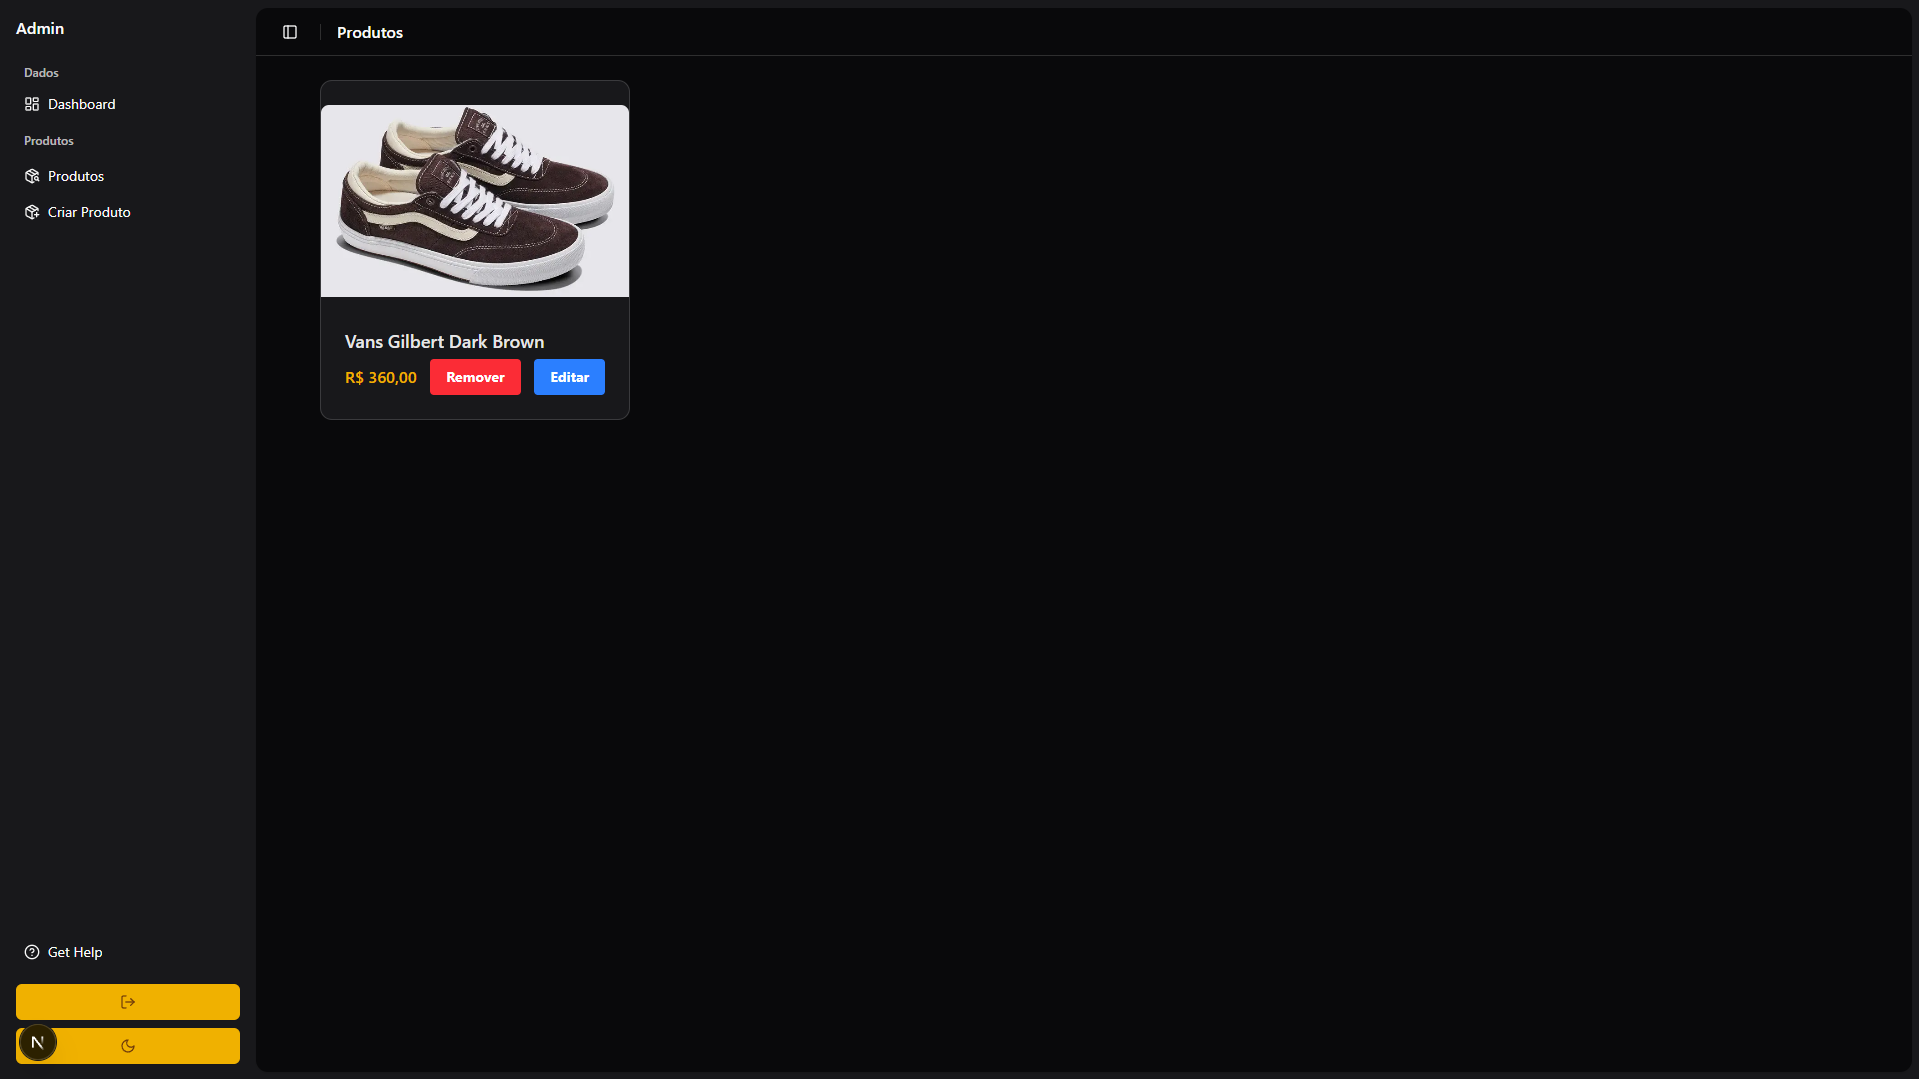 Admin
Dados
Dashboard
Produtos
Produtos
Criar Produto
Get Help
N
Produtos
Vans Gilbert Dark Brown
R$ 360,00 Remover Editar